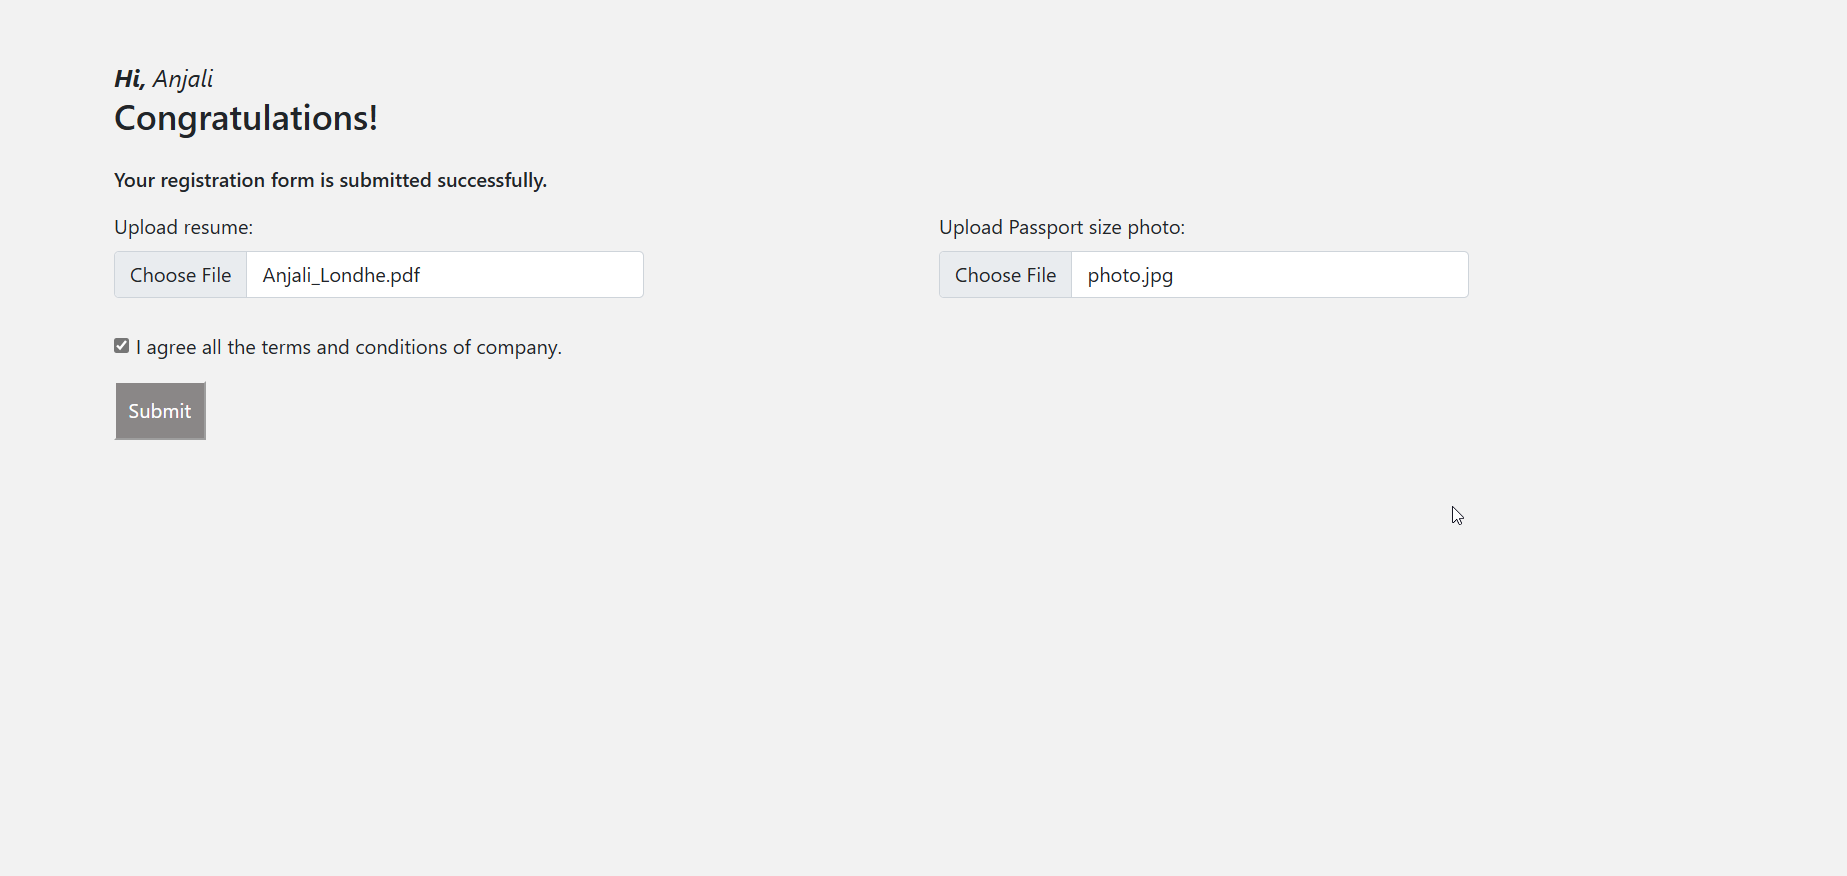 Hi, Anjali
Congratulations!
Your registration form is submitted successfully.
Upload resume:
Choose File Anjali_Londhe.pdf
Upload Passport size photo:
Choose File photo.jpg
I agree all the terms and conditions of company.
Submit